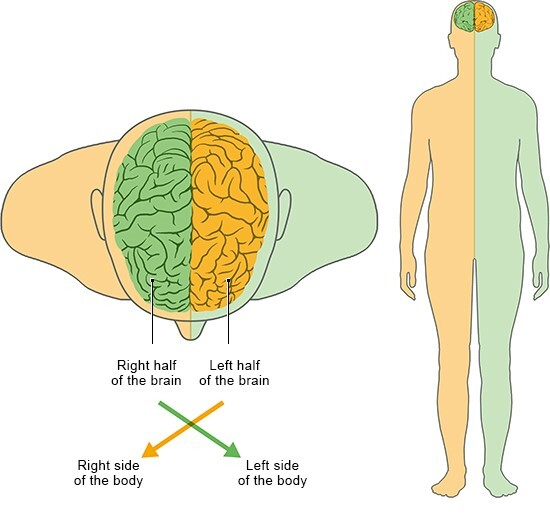 Right half
of the brain
Left half
of the brain
Right side
of the body
Left side
of the body